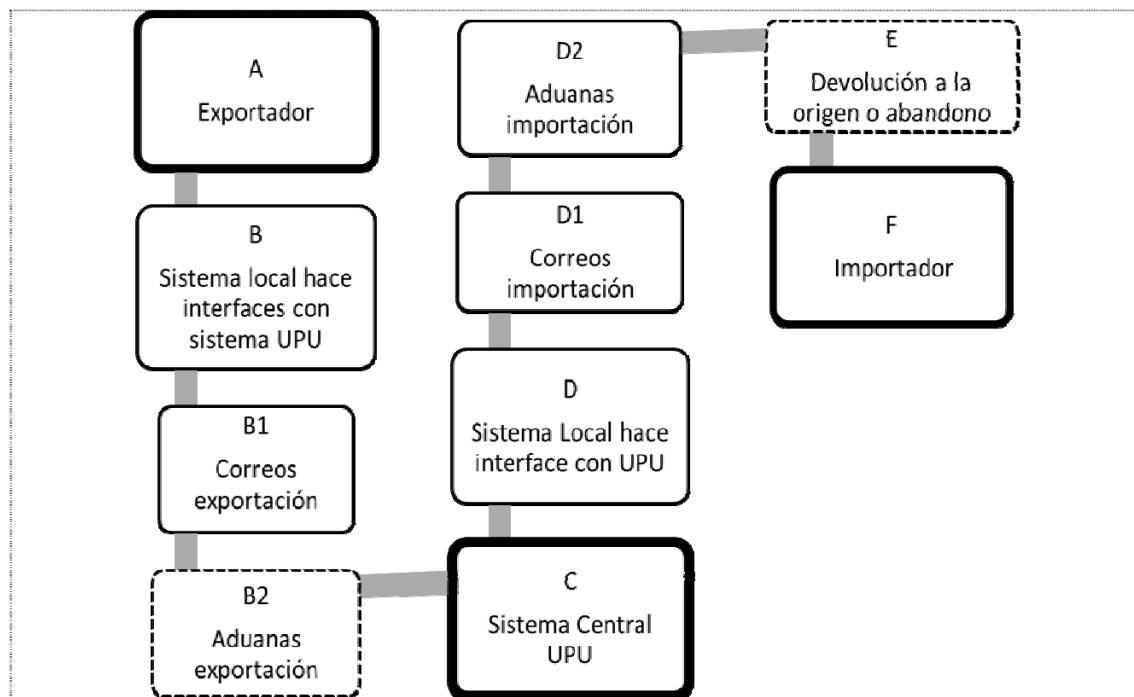 A
Exportador
B
Sistema local hace
interfaces con
sistema UPU
B1
Correos
exportación
B2
Aduanas
exportación
C
Sistema Central
UPU
D
Sistema Local hace
interface con UPU
D1
Correos
importación
D2
Aduanas
importación
E
Devolución a la
origen o abandono
F
Importador